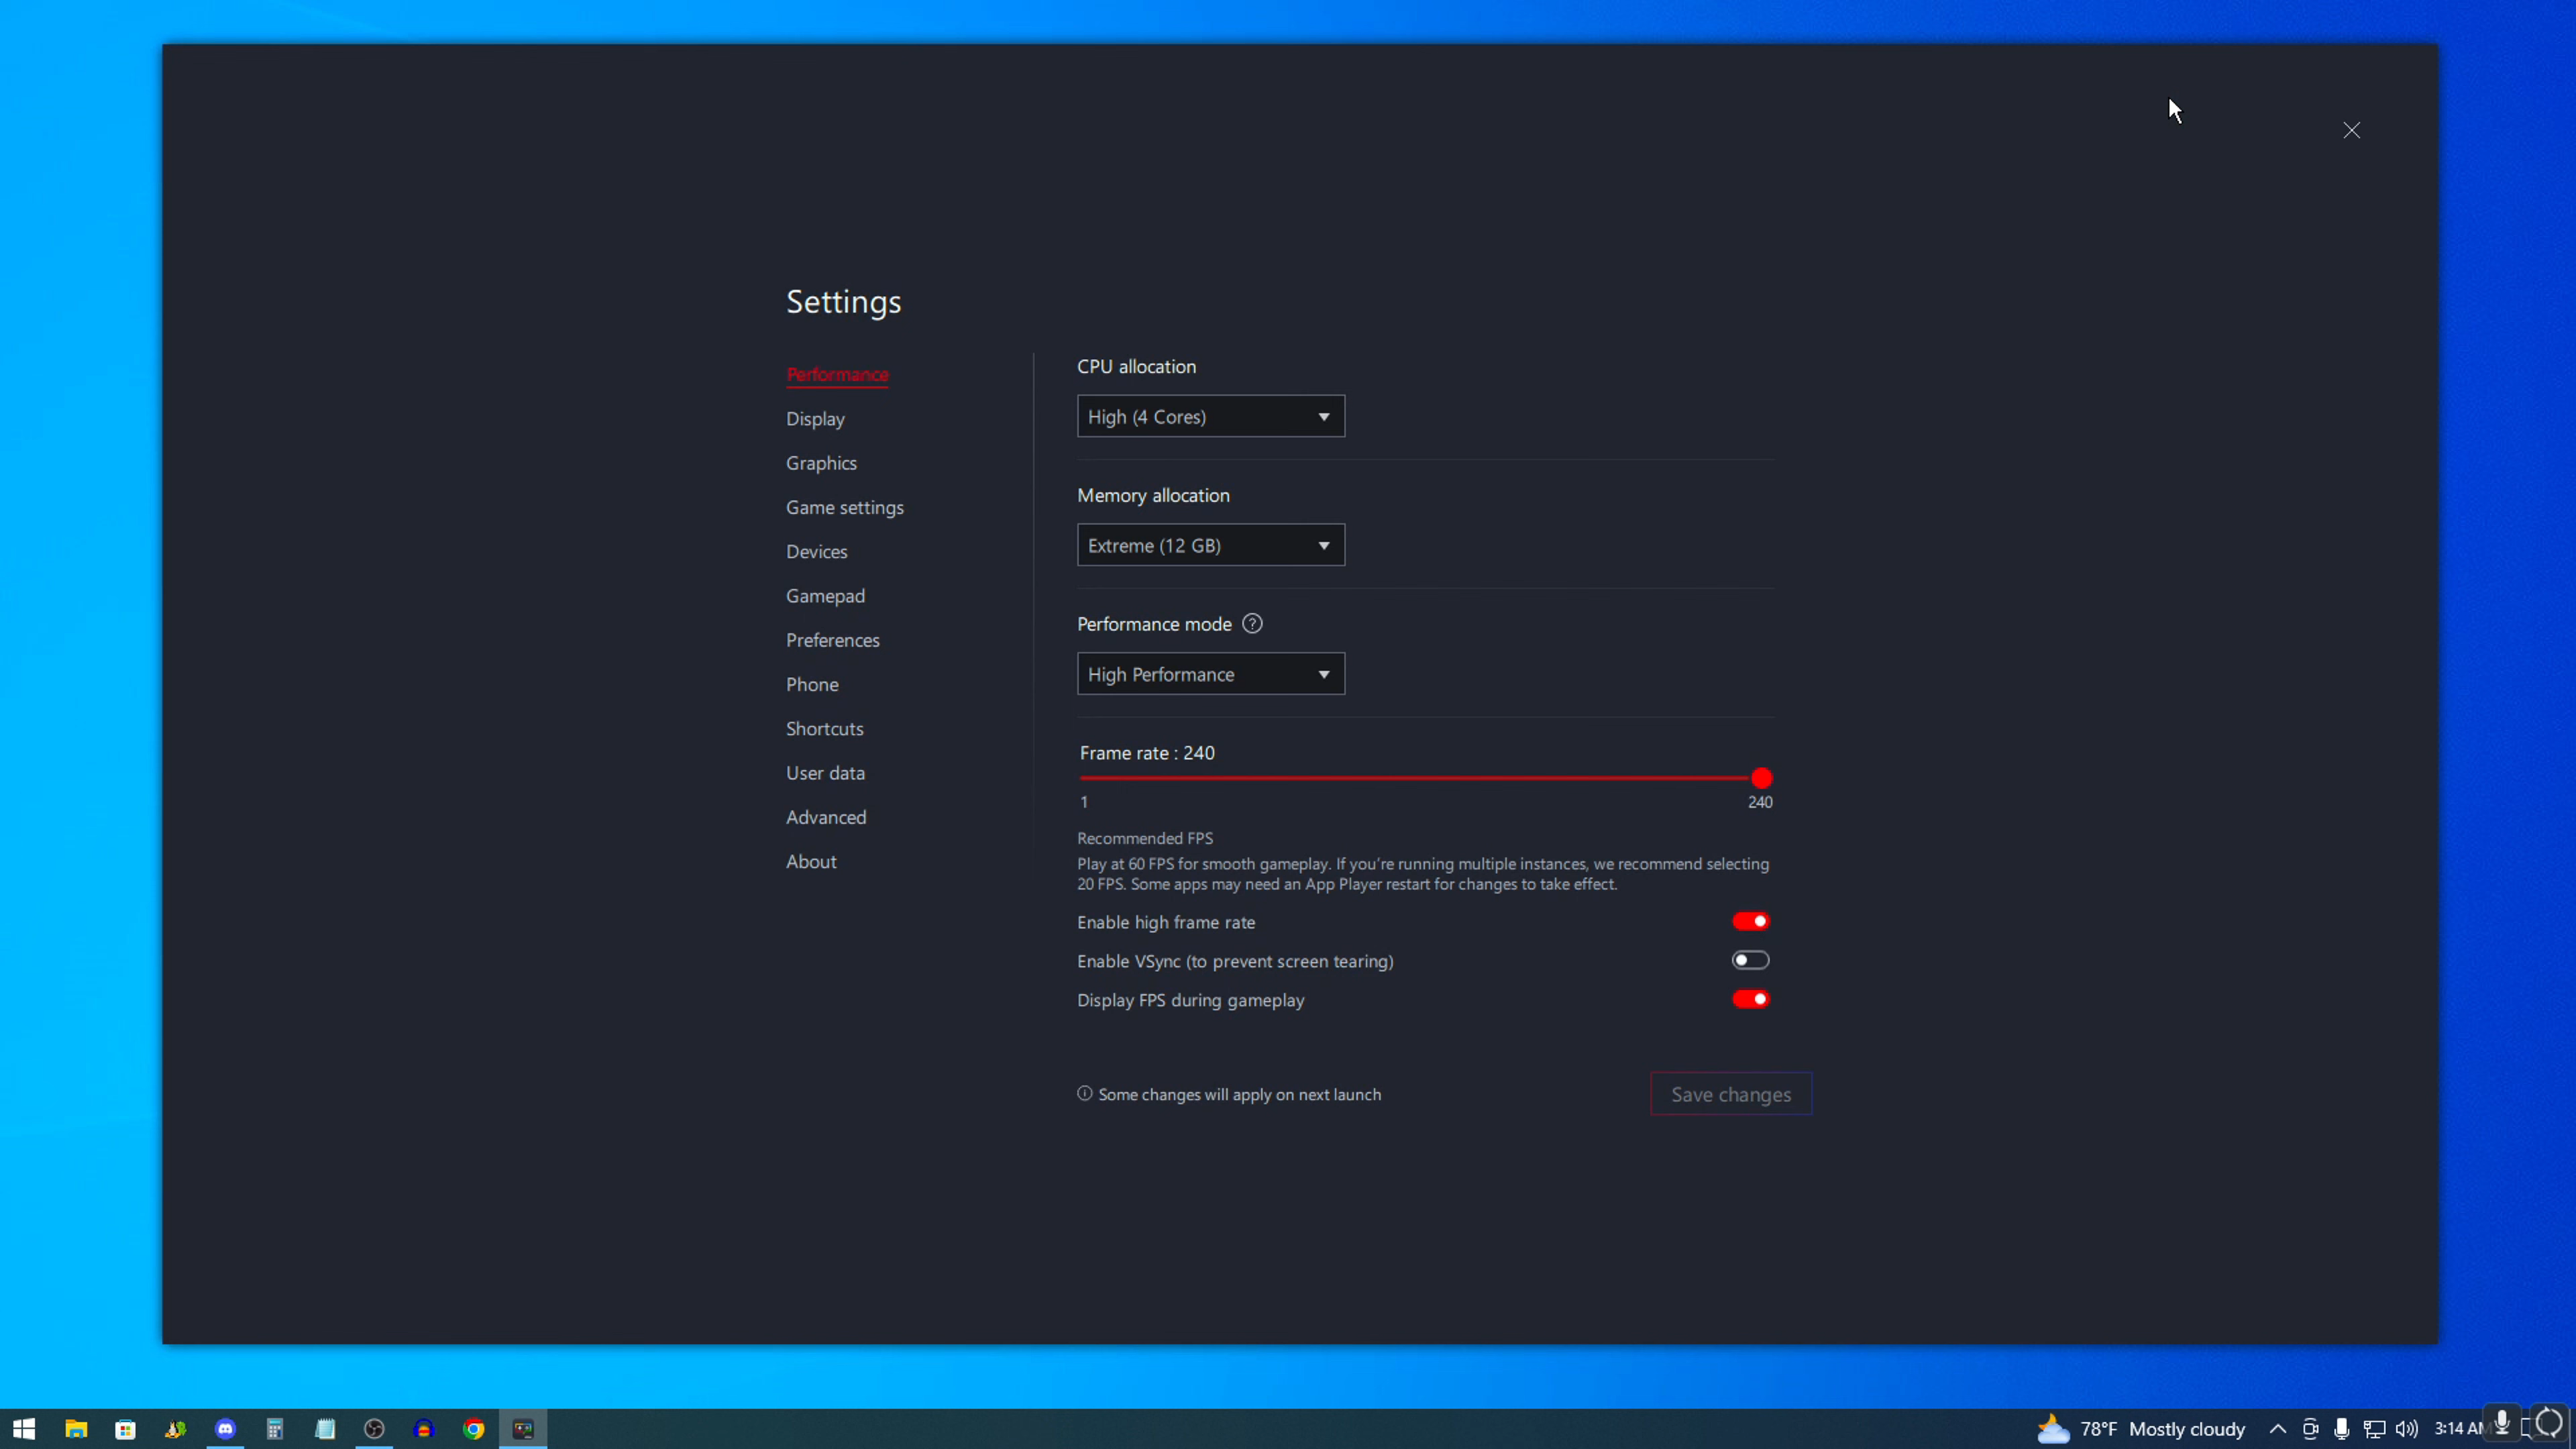 Settings
Performance
Display
Graphics
Game settings
Devices
Gamepad
Preferences
Phone
Shortcuts
User data
Advanced
About
CPU allocation
High (4 Cores)
Memory allocation
Extreme (12 GB)
Performance mode ?
High Performance
Frame rate : 240
1
240
Recommended FPS
Play at 60 FPS for smooth gameplay. If you're running multiple instances, we recommend selecting
20 FPS. Some apps may need an App Player restart for changes to take effect.
Enable high frame rate
Enable VSync (to prevent screen tearing)
Display FPS during gameplay
Some changes will apply on next launch
Save changes
78°F Mostly cloudy
3:14 AM